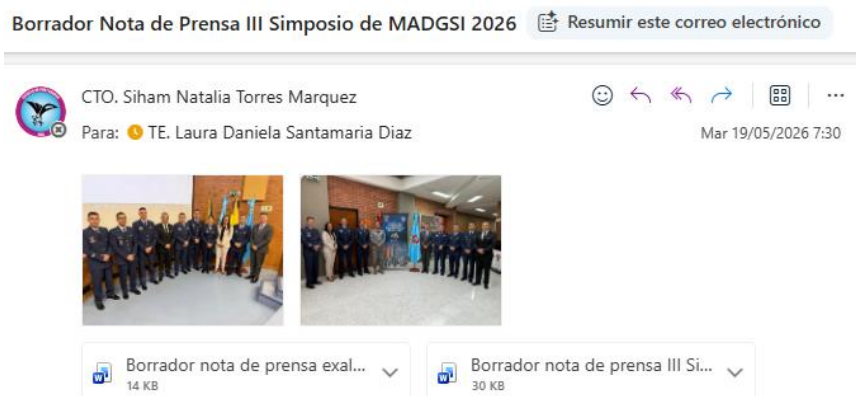 Borrador Nota de Prensa III Simposio de MADGSI 2026
Resumir este correo electrónico
CTO. Siham Natalia Torres Marquez
Para: TE. Laura Daniela Santamaria Diaz
Mar 19/05/2026 7:30
Borrador nota de prensa exal...
14 KB
Borrador nota de prensa III Si...
30 KB